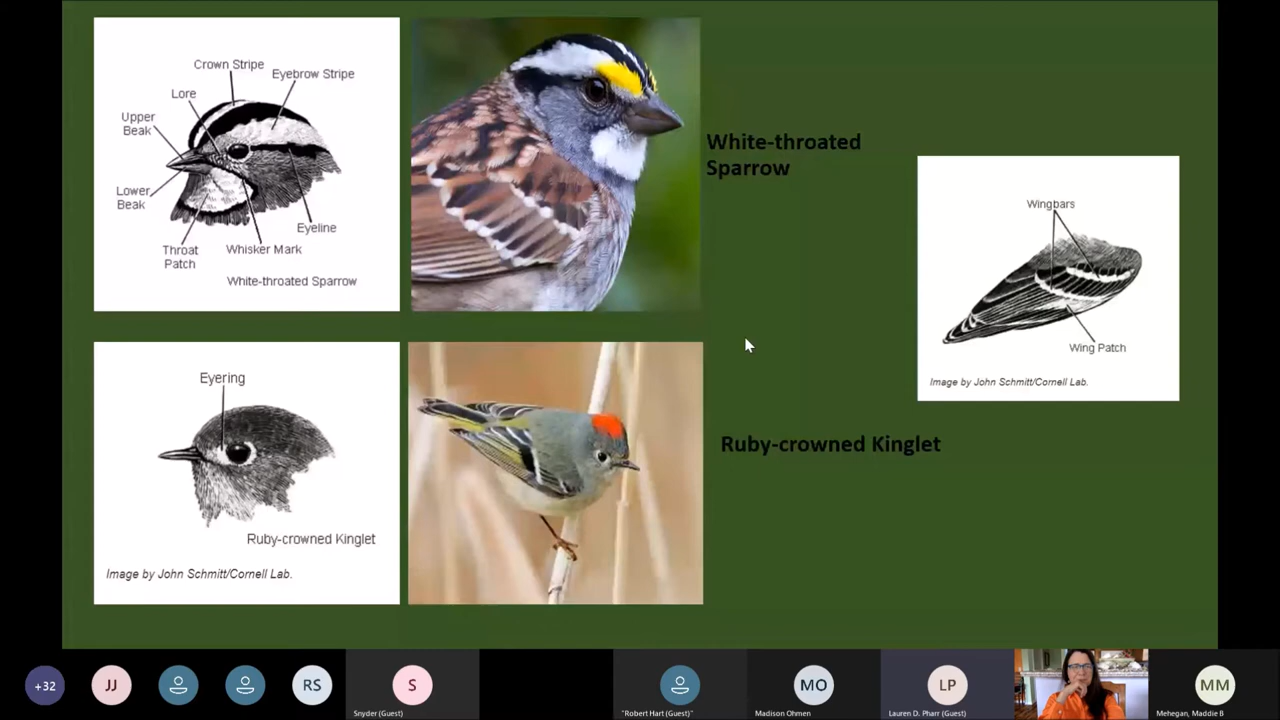 Crown Stripe
Eyebrow Stripe
Lore
Upper
Beak
Lower
Beak
Eyeline
Throat
Patch
Whisker Mark
White-throated Sparrow
White-throated
Sparrow
Wingbars
Wing Patch
Image by John Schmitt/Cornell Lab.
Eyering
Ruby-crowned Kinglet
Image by John Schmitt/Cornell Lab.
Ruby-crowned Kinglet
+32
JJ
RS
S
Snyder (Guest)
"Robert Hart (Guest)"
MO
Madison Ohmen
LP
Lauren D. Pharr (Guest)
MM
Mehegan, Maddie B